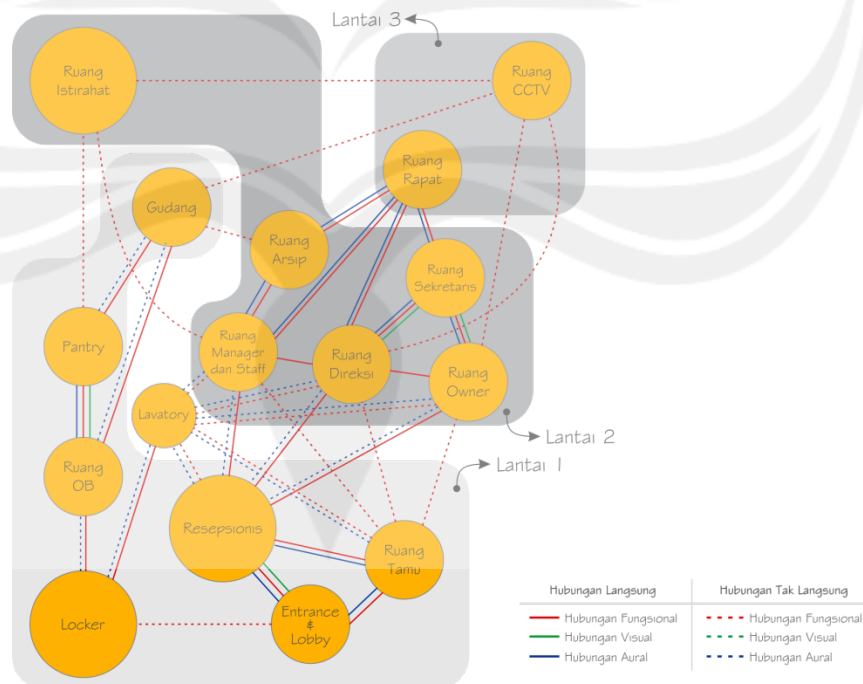 Lantai 3
Ruang
Istirahat
Ruang
CCTV
Ruang
Rapat
Gudang
Ruang
Arsip
Ruang
Sekretaris
Pantry
Ruang
Manager
dan Staff
Ruang
Direksi
Ruang
Owner
Lavatory
Lantai 2
Lantai 1
Ruang
OB
Resepsionis
Ruang
Tamu
Locker
Entrance
&
Lobby
Hubungan Langsung
Hubungan Fungsional
Hubungan Visual
Hubungan Aural
Hubungan Tak Langsung
Hubungan Fungsional
Hubungan Visual
Hubungan Aural